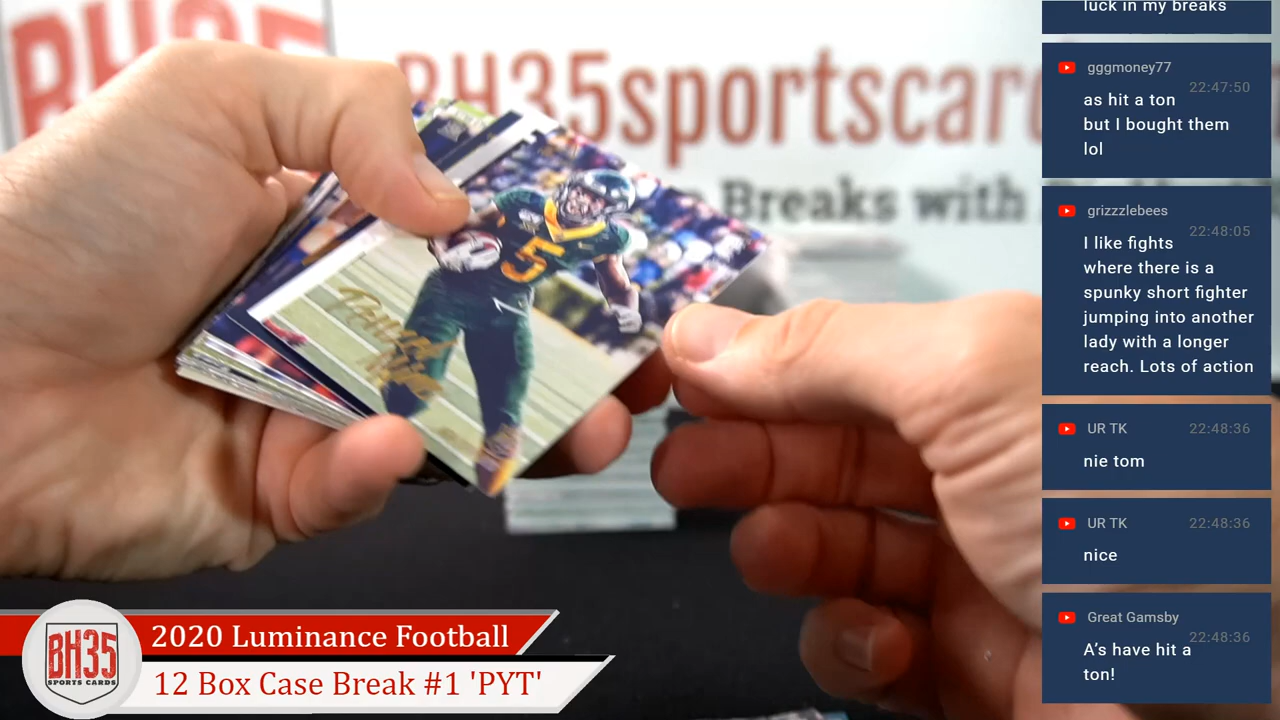 BH35
BH35sportscard
Breaks with
5
luck in my breaks
gggmoney77
22:47:50
as hit a ton
but I bought them
lol
grizzzlebees
22:48:05
I like fights
where there is a
spunky short fighter
jumping into another
lady with a longer
reach. Lots of action
UR TK
22:48:36
nie tom
UR TK
22:48:36
nice
Great Gamsby
22:48:36
A's have hit a
ton!
BH35
SPORTS CARDS
2020 Luminance Football
12 Box Case Break #1 'PYT'